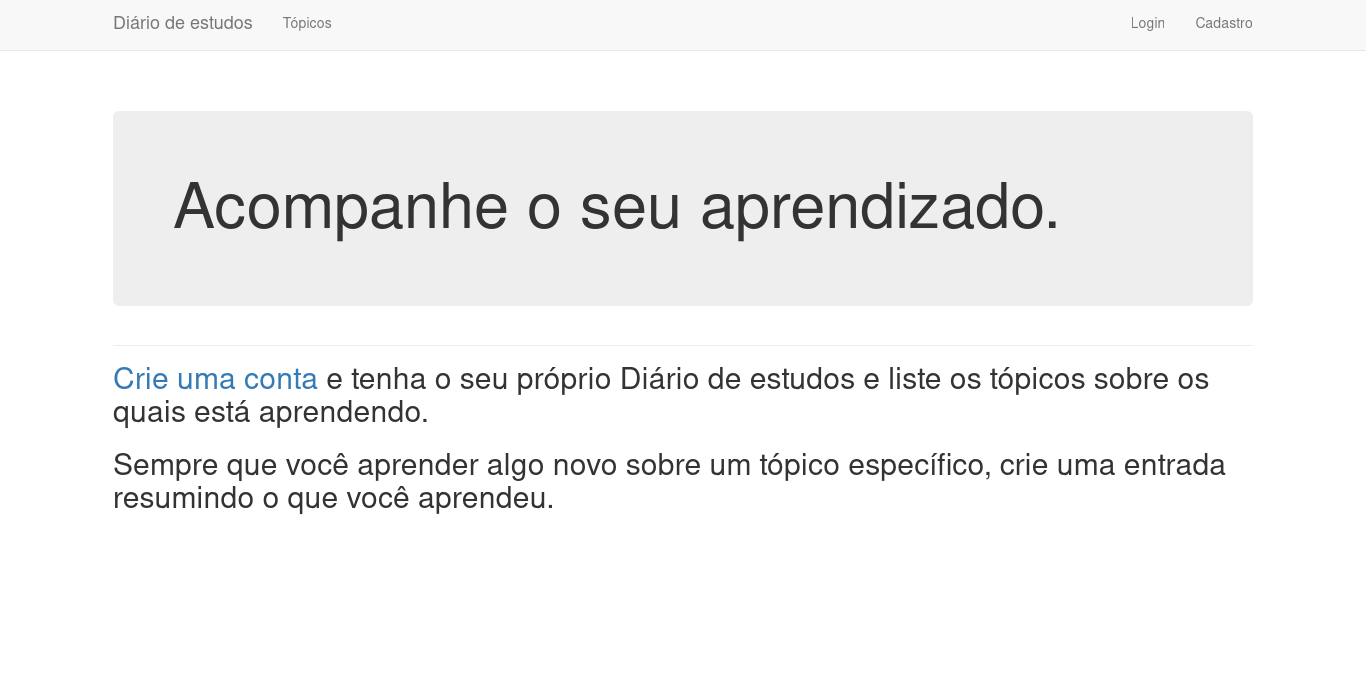 Diário de estudos Tópicos Login Cadastro
Acompanhe o seu aprendizado.
Crie uma conta e tenha o seu próprio Diário de estudos e liste os tópicos sobre os
quais está aprendendo.
Sempre que você aprender algo novo sobre um tópico específico, crie uma entrada
resumindo o que você aprendeu.